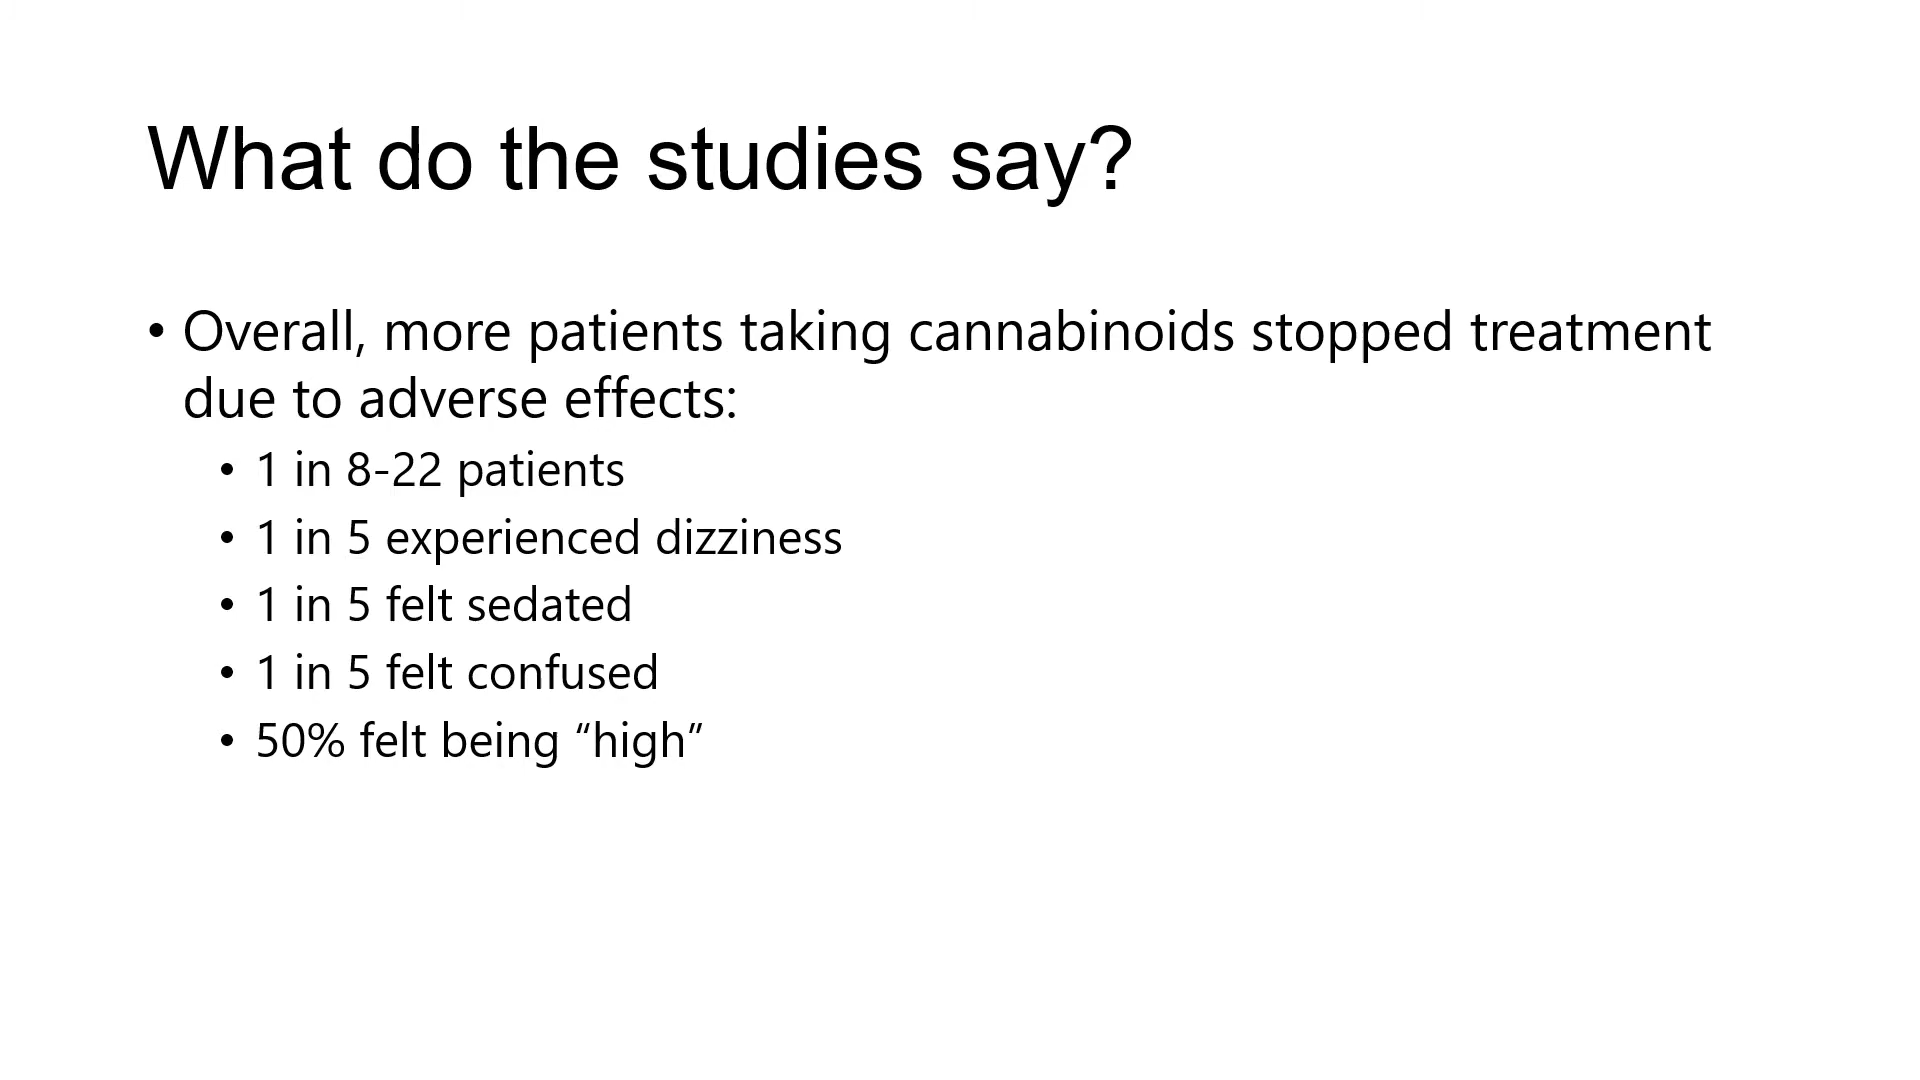 What do the studies say?
• Overall, more patients taking cannabinoids stopped treatment
due to adverse effects:
• 1 in 8-22 patients
• 1 in 5 experienced dizziness
• 1 in 5 felt sedated
• 1 in 5 felt confused
• 50% felt being “high”